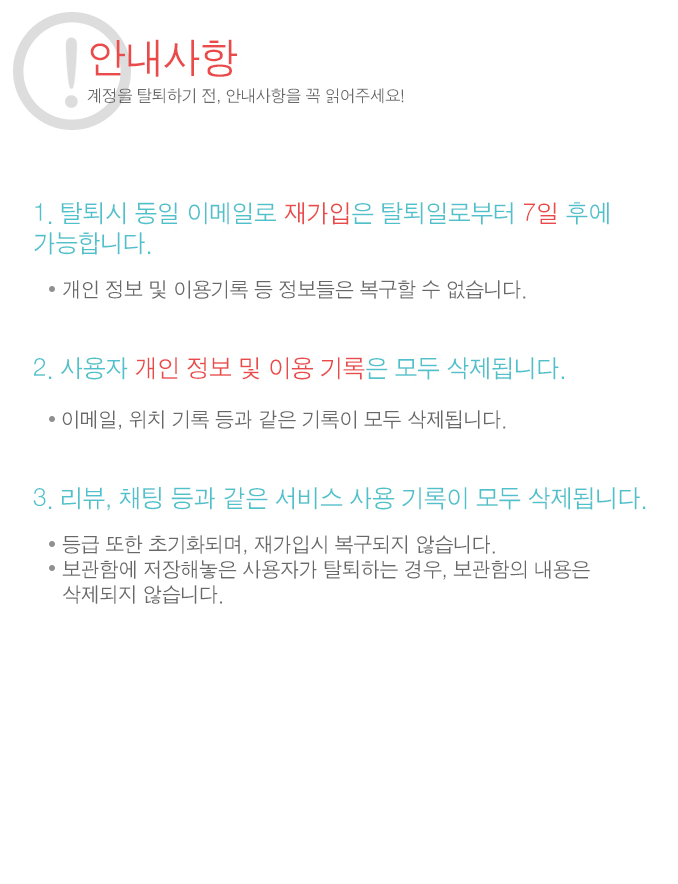 안내사항
계정을 탈퇴하기 전, 안내사항을 꼭 읽어주세요!
1. 탈퇴시 동일 이메일로 재가입은 탈퇴일로부터 7일 후에
가능합니다.
• 개인 정보 및 이용기록 등 정보들은 복구할 수 없습니다.
2. 사용자 개인 정보 및 이용 기록은 모두 삭제됩니다.
• 이메일, 위치 기록 등과 같은 기록이 모두 삭제됩니다.
3. 리뷰, 채팅 등과 같은 서비스 사용 기록이 모두 삭제됩니다.
• 등급 또한 초기화되며, 재가입시 복구되지 않습니다.
• 보관함에 저장해놓은 사용자가 탈퇴하는 경우, 보관함의 내용은
삭제되지 않습니다.